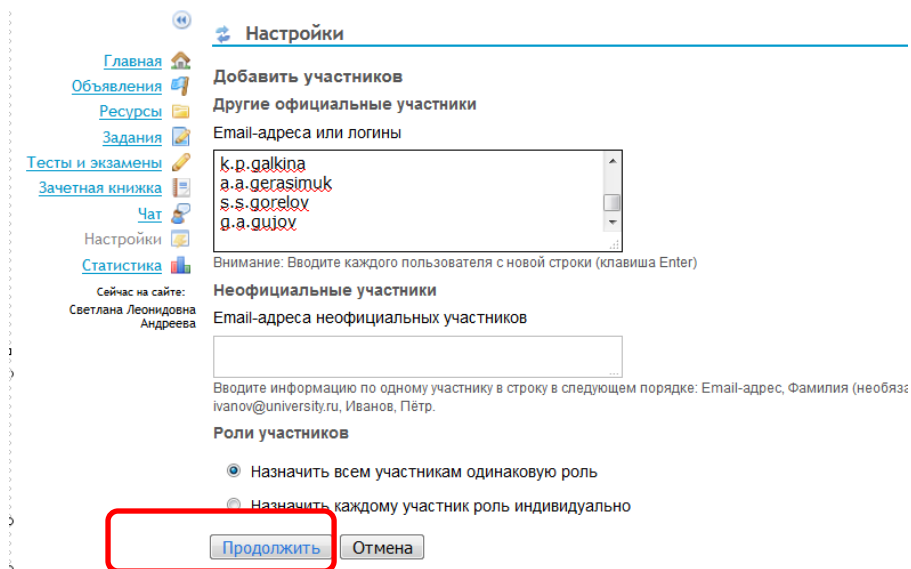 Настройки
Главная
Объявления
Ресурсы
Задания
Тесты и экзамены
Зачетная книжка
Чат
Настройки
Статистика
Сейчас на сайте:
Светлана Леонидовна
Андреева
Добавить участников
Другие официальные участники
Email-адреса или логины
k.p.galkina
a.a.gerasimuk
s.s.gorelov
g.a.gujov
Внимание: Вводите каждого пользователя с новой строки (клавиша Enter)
Неофициальные участники
Email-адреса неофициальных участников
Вводите информацию по одному участнику в строку в следующем порядке: Email-адрес, Фамилия (необяза
ivanov@university.ru, Иванов, Пётр.
Роли участников
Назначить всем участникам одинаковую роль
Назначить каждому участник роль индивидуально
Продолжить
Отмена